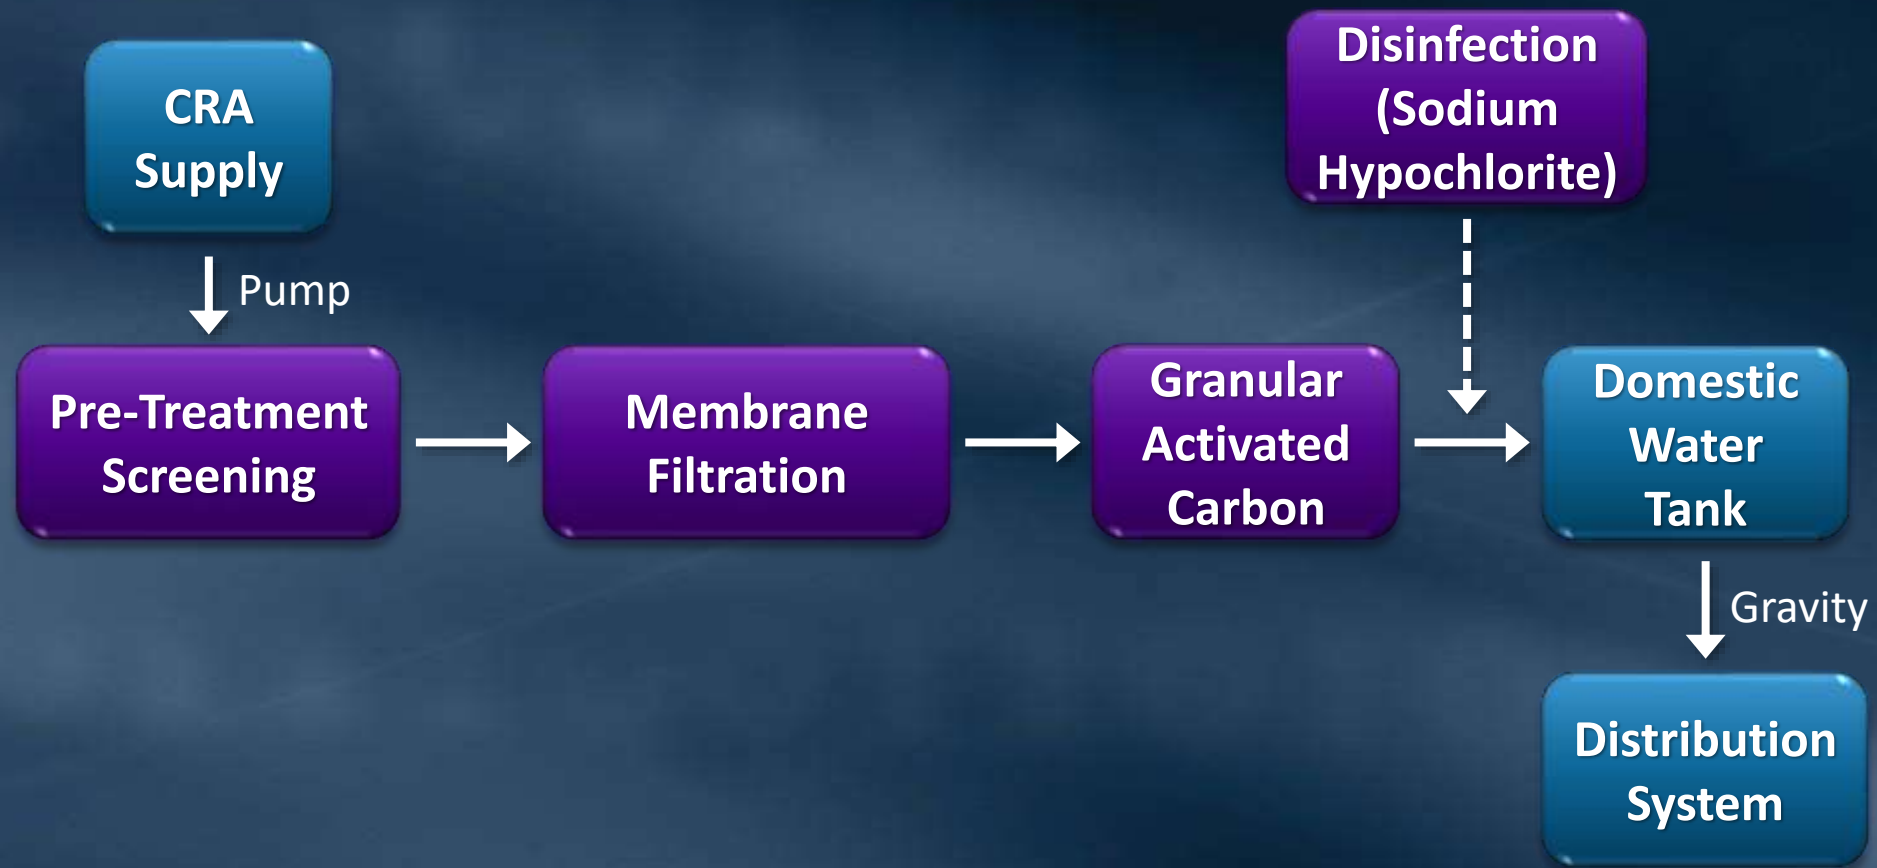 CRA
Supply
Pump
Pre-Treatment
Screening
Membrane
Filtration
Granular
Activated
Carbon
Disinfection
(Sodium
Hypochlorite)
Domestic
Water
Tank
Gravity
Distribution
System